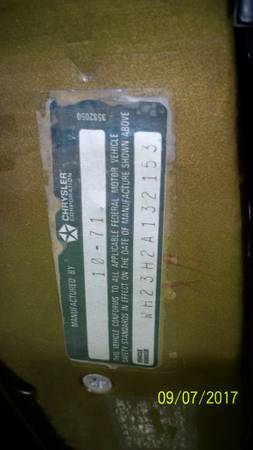 3582050
MANUFACTURED BY
CHRYSLER
CORPORATION
10-71
THIS VEHICLE CONFORMS TO ALL APPLICABLE FEDERAL MOTOR VEHICLE
SAFETY STANDARDS IN EFFECT ON THE DATE OF MANUFACTURE SHOWN ABOVE
WH23H2A132153
09/07/2017